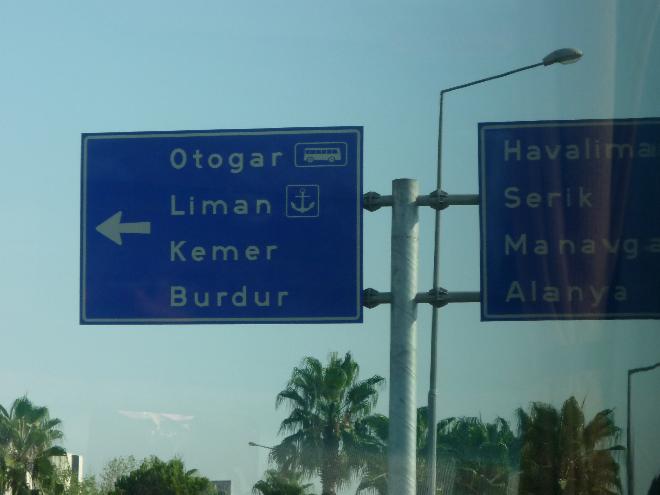 Otogar
Liman
Kemer
Burdur
Havalima
Serik
Manavga
Alanya